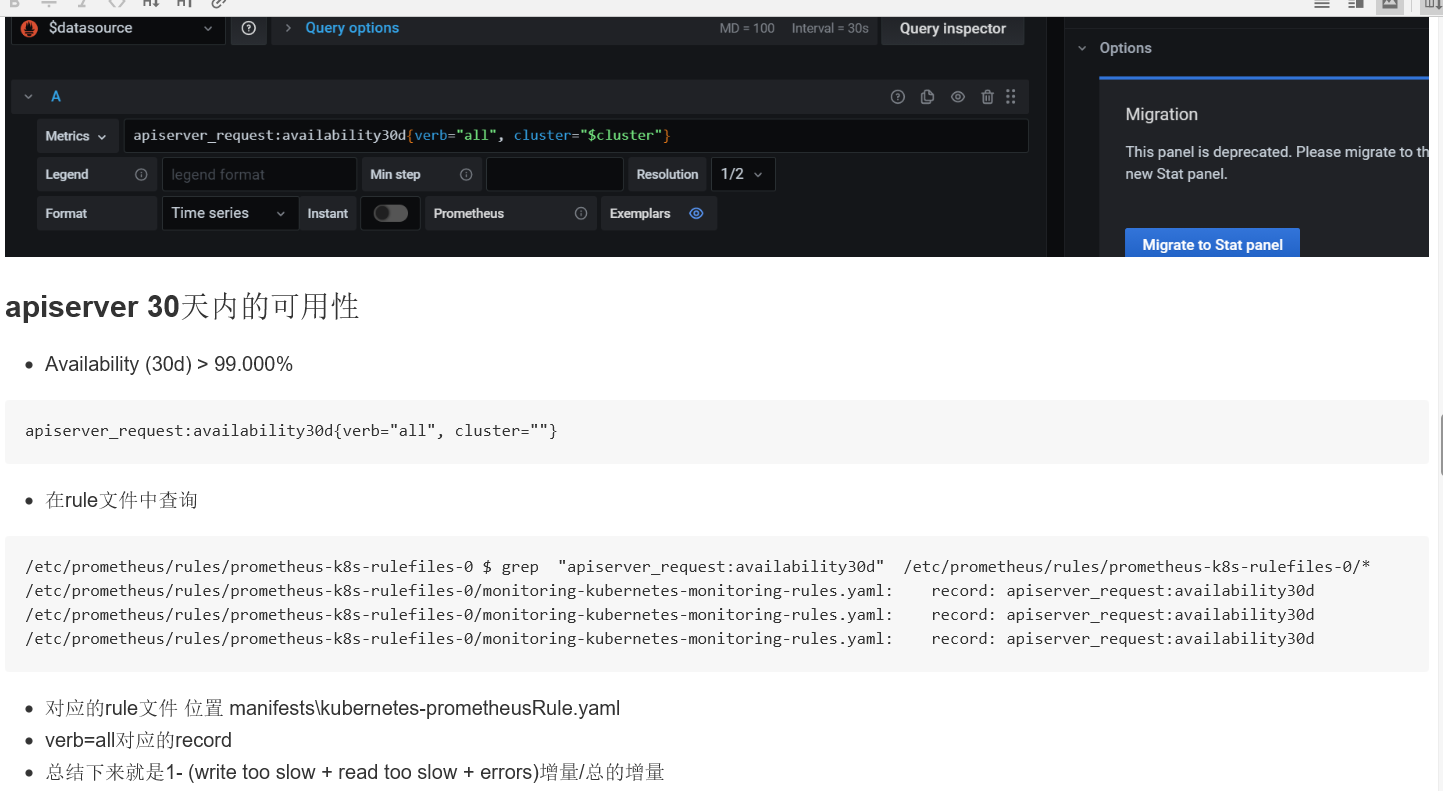 $datasource Query options MD = 100 Interval = 30s Query inspector
Options
A
Migration
Metrics apiserver_request:availability30d{verb="all", cluster="$cluster"}
This panel is deprecated. Please migrate to th
new Stat panel.
Legend legend format Min step Resolution 1/2
Format Time series Instant Prometheus Exemplars
Migrate to Stat panel
apiserver 30天内的可用性
• Availability (30d) > 99.000%
apiserver_request:availability30d{verb="all", cluster=""}
• 在rule文件中查询
/etc/prometheus/rules/prometheus-k8s-rulefiles-0 $ grep  "apiserver_request:availability30d"  /etc/prometheus/rules/prometheus-k8s-rulefiles-0/*
/etc/prometheus/rules/prometheus-k8s-rulefiles-0/monitoring-kubernetes-monitoring-rules.yaml:    record: apiserver_request:availability30d
/etc/prometheus/rules/prometheus-k8s-rulefiles-0/monitoring-kubernetes-monitoring-rules.yaml:    record: apiserver_request:availability30d
/etc/prometheus/rules/prometheus-k8s-rulefiles-0/monitoring-kubernetes-monitoring-rules.yaml:    record: apiserver_request:availability30d
• 对应的rule文件 位置 manifests\kubernetes-prometheusRule.yaml
• verb=all对应的record
• 总结下来就是1- (write too slow + read too slow + errors)增量/总的增量